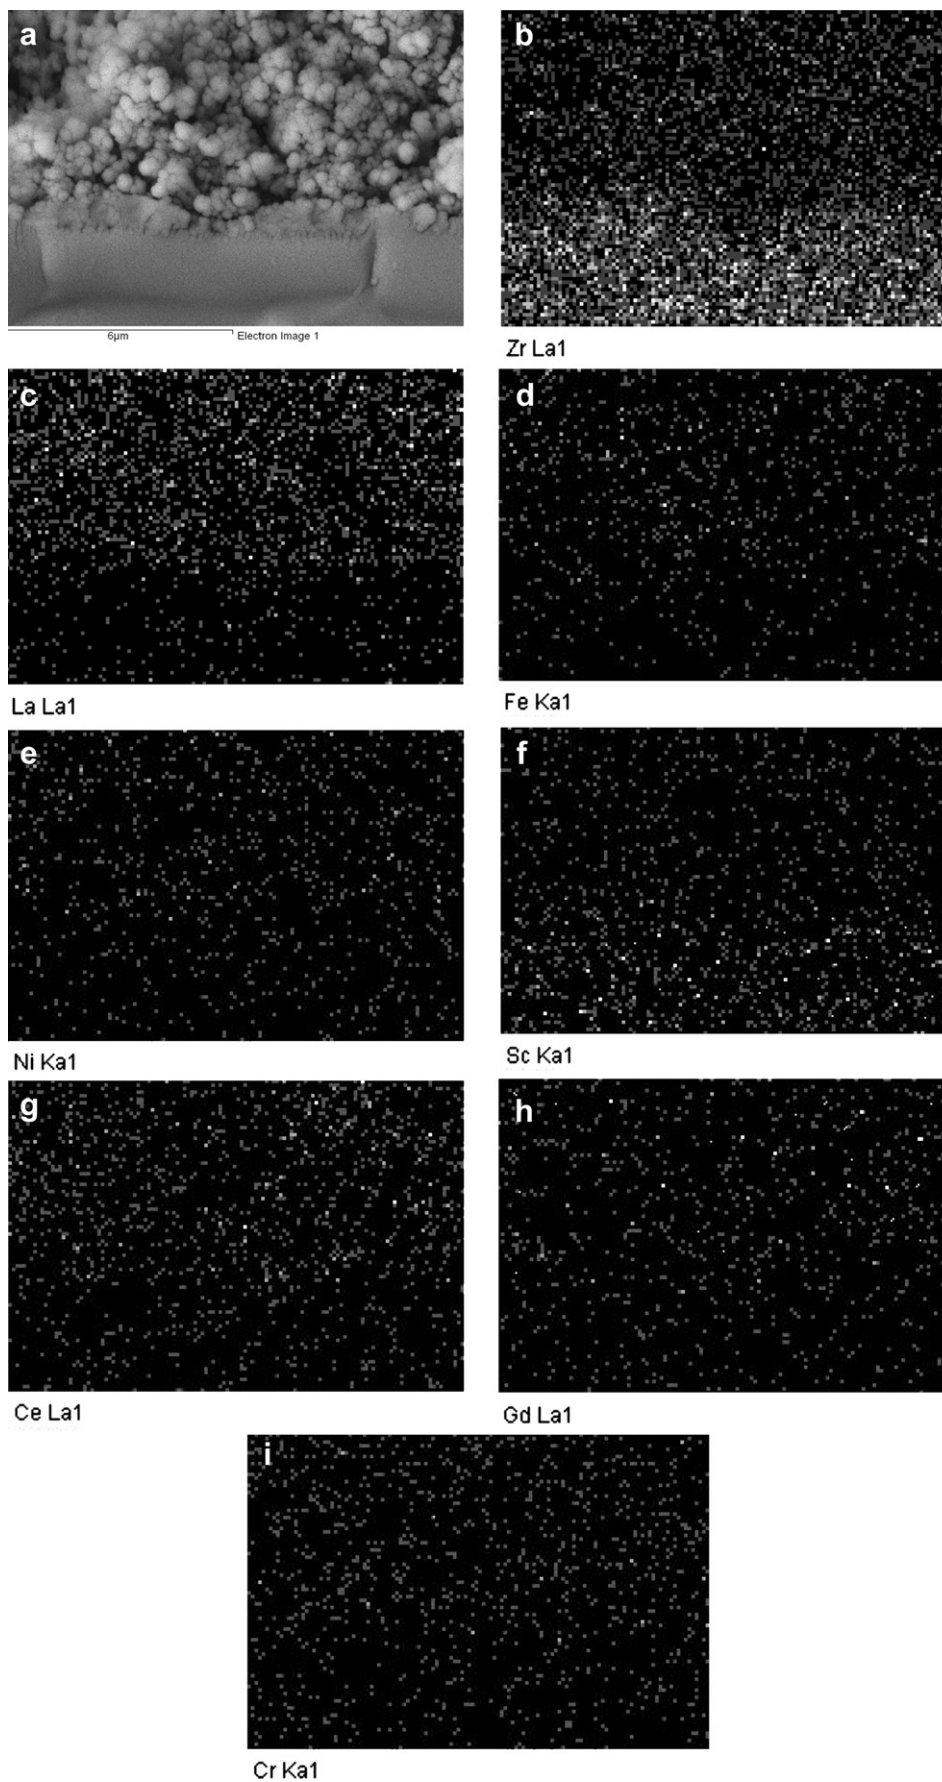 a
b
6µm
Electron Image 1
Zr La1
c
d
La La1
Fe Ka1
e
f
Ni Ka1
Sc Ka1
g
h
Ce La1
Gd La1
i
Cr Ka1